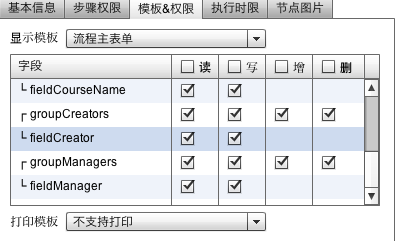 基本信息 步骤权限 模板&权限 执行时限 节点图片
显示模板 流程主表单
字段 读 写 增 删
fieldCourseName
groupCreators
fieldCreator
groupManagers
fieldManager
打印模板 不支持打印